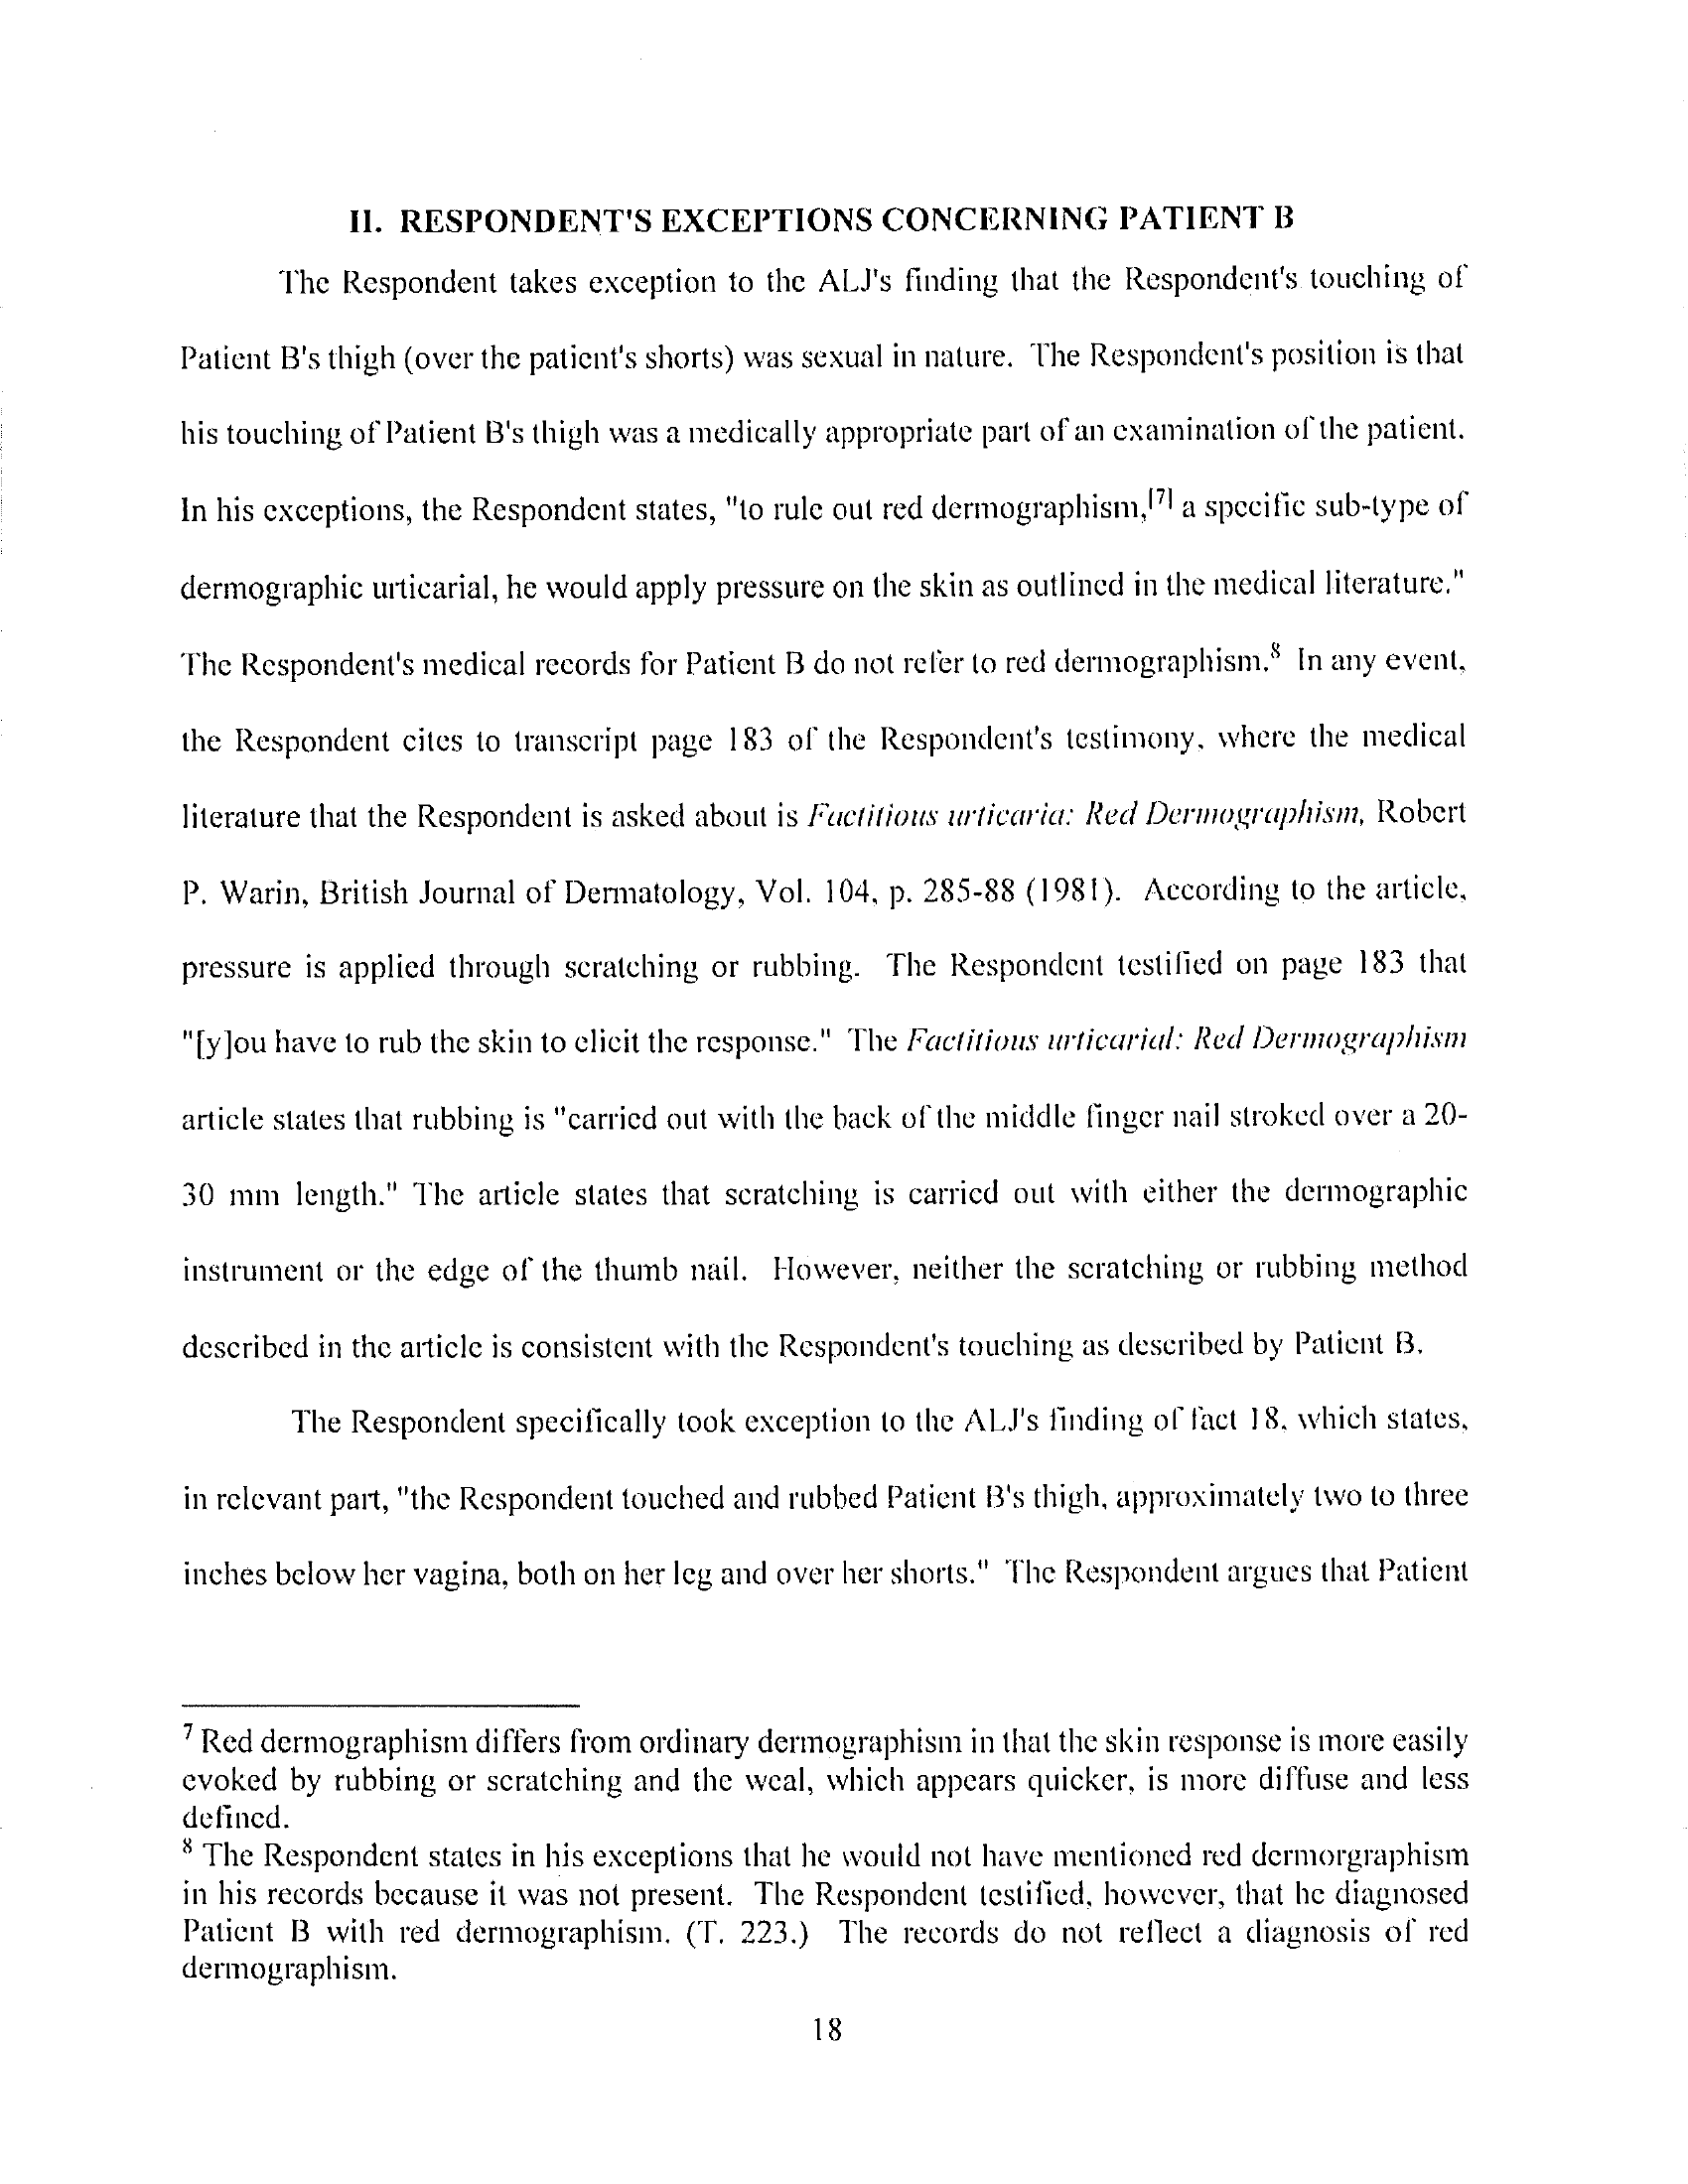 II. RESPONDENT'S EXCEPTIONS CONCERNING PATIENT B
The Respondent takes exception to the ALJ's finding that the Respondent's touching of
Patient B's thigh (over the patient's shorts) was sexual in nature. The Respondent's position is that
his touching of Patient B's thigh was a medically appropriate part of an examination of the patient.
In his exceptions, the Respondent states, "to rule out red dermographism,[7] a specific sub-type of
dermographic urticarial, he would apply pressure on the skin as outlined in the medical literature."
The Respondent's medical records for Patient B do not refer to red dermographism.8 In any event,
the Respondent cites to transcript page 183 of the Respondent's testimony, where the medical
literature that the Respondent is asked about is Factitious urticaria: Red Dermographism, Robert
P. Warin, British Journal of Dermatology, Vol. 104, p. 285-88 (1981). According to the article,
pressure is applied through scratching or rubbing. The Respondent testified on page 183 that
"[y]ou have to rub the skin to elicit the response." The Factitious urticarial: Red Dermographism
article states that rubbing is "carried out with the back of the middle finger nail stroked over a 20-
30 mm length." The article states that scratching is carried out with either the dermographic
instrument or the edge of the thumb nail. However, neither the scratching or rubbing method
described in the article is consistent with the Respondent's touching as described by Patient B.
The Respondent specifically took exception to the ALJ's finding of fact 18, which states,
in relevant part, "the Respondent touched and rubbed Patient B's thigh, approximately two to three
inches below her vagina, both on her leg and over her shorts." The Respondent argues that Patient
7 Red dermographism differs from ordinary dermographism in that the skin response is more easily
evoked by rubbing or scratching and the weal, which appears quicker, is more diffuse and less
defined.
8 The Respondent states in his exceptions that he would not have mentioned red dermorgraphism
in his records because it was not present. The Respondent testified, however, that he diagnosed
Patient B with red dermographism. (T. 223.) The records do not reflect a diagnosis of red
dermographism.
18